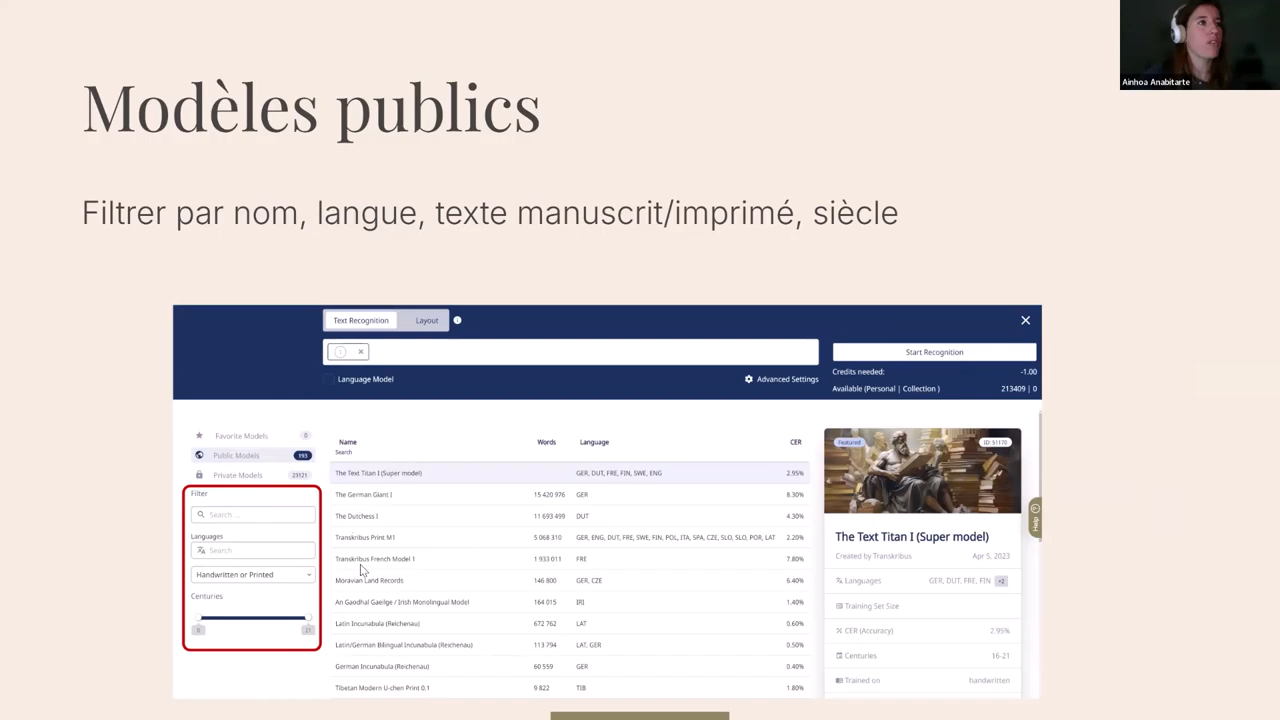 Ainhoa Anabitarte
Modèles publics
Filtrer par nom, langue, texte manuscrit/imprimé, siècle
Text Recognition Layout
Start Recognition
Language Model Advanced Settings
Credits needed: -1.00
Available (Personal | Collection ) 213409 | 0
Favorite Models 0
Public Models 193
Private Models 23121
Filter
Search ...
Languages
Search
Handwritten or Printed
Centuries
21
Name Words Language CER
Search
The Text Titan I (Super model) GER, DUT, FRE, FIN, SWE, ENG 2.95%
The German Giant I 15 420 976 GER 8.30%
The Dutchess I 11 693 499 DUT 4.30%
Transkribus Print M1 5 068 310 GER, ENG, DUT, FRE, SWE, FIN, POL, ITA, SPA, CZE, SLO, SLO, POR, LAT 2.20%
Transkribus French Model 1 1 933 011 FRE 7.80%
Moravian Land Records 146 800 GER, CZE 6.40%
An Gaodhal Gaeilge / Irish Monolingual Model 164 015 IRI 1.40%
Latin Incunabula (Reichenau) 672 762 LAT 0.60%
Latin/German Bilingual Incunabula (Reichenau) 113 794 LAT, GER 0.50%
German Incunabula (Reichenau) 60 559 GER 0.40%
Tibetan Modern U-chen Print 0.1 9 822 TIB 1.80%
Featured ID: 51170
The Text Titan I (Super model)
Created by Transkribus Apr 5, 2023
Languages GER, DUT, FRE, FIN +2
Training Set Size
CER (Accuracy) 2.95%
Centuries 16-21
Trained on handwritten
Help